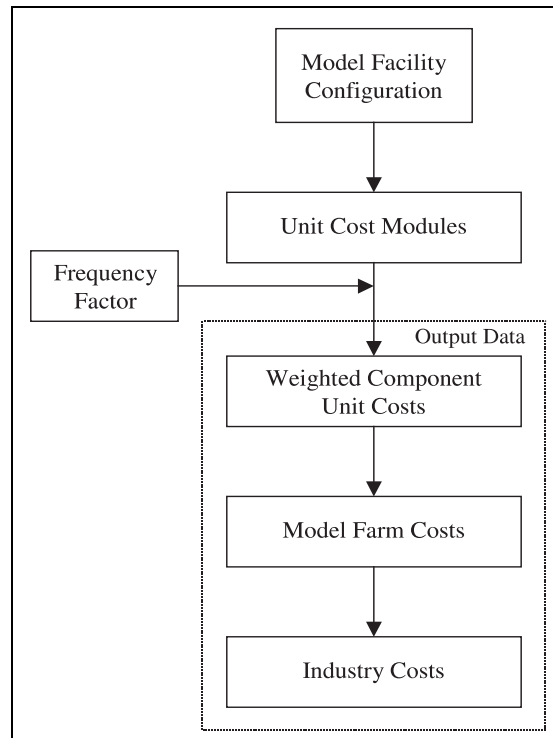 Model Facility
Configuration
Unit Cost Modules
Frequency
Factor
Output Data
Weighted Component
Unit Costs
Model Farm Costs
Industry Costs